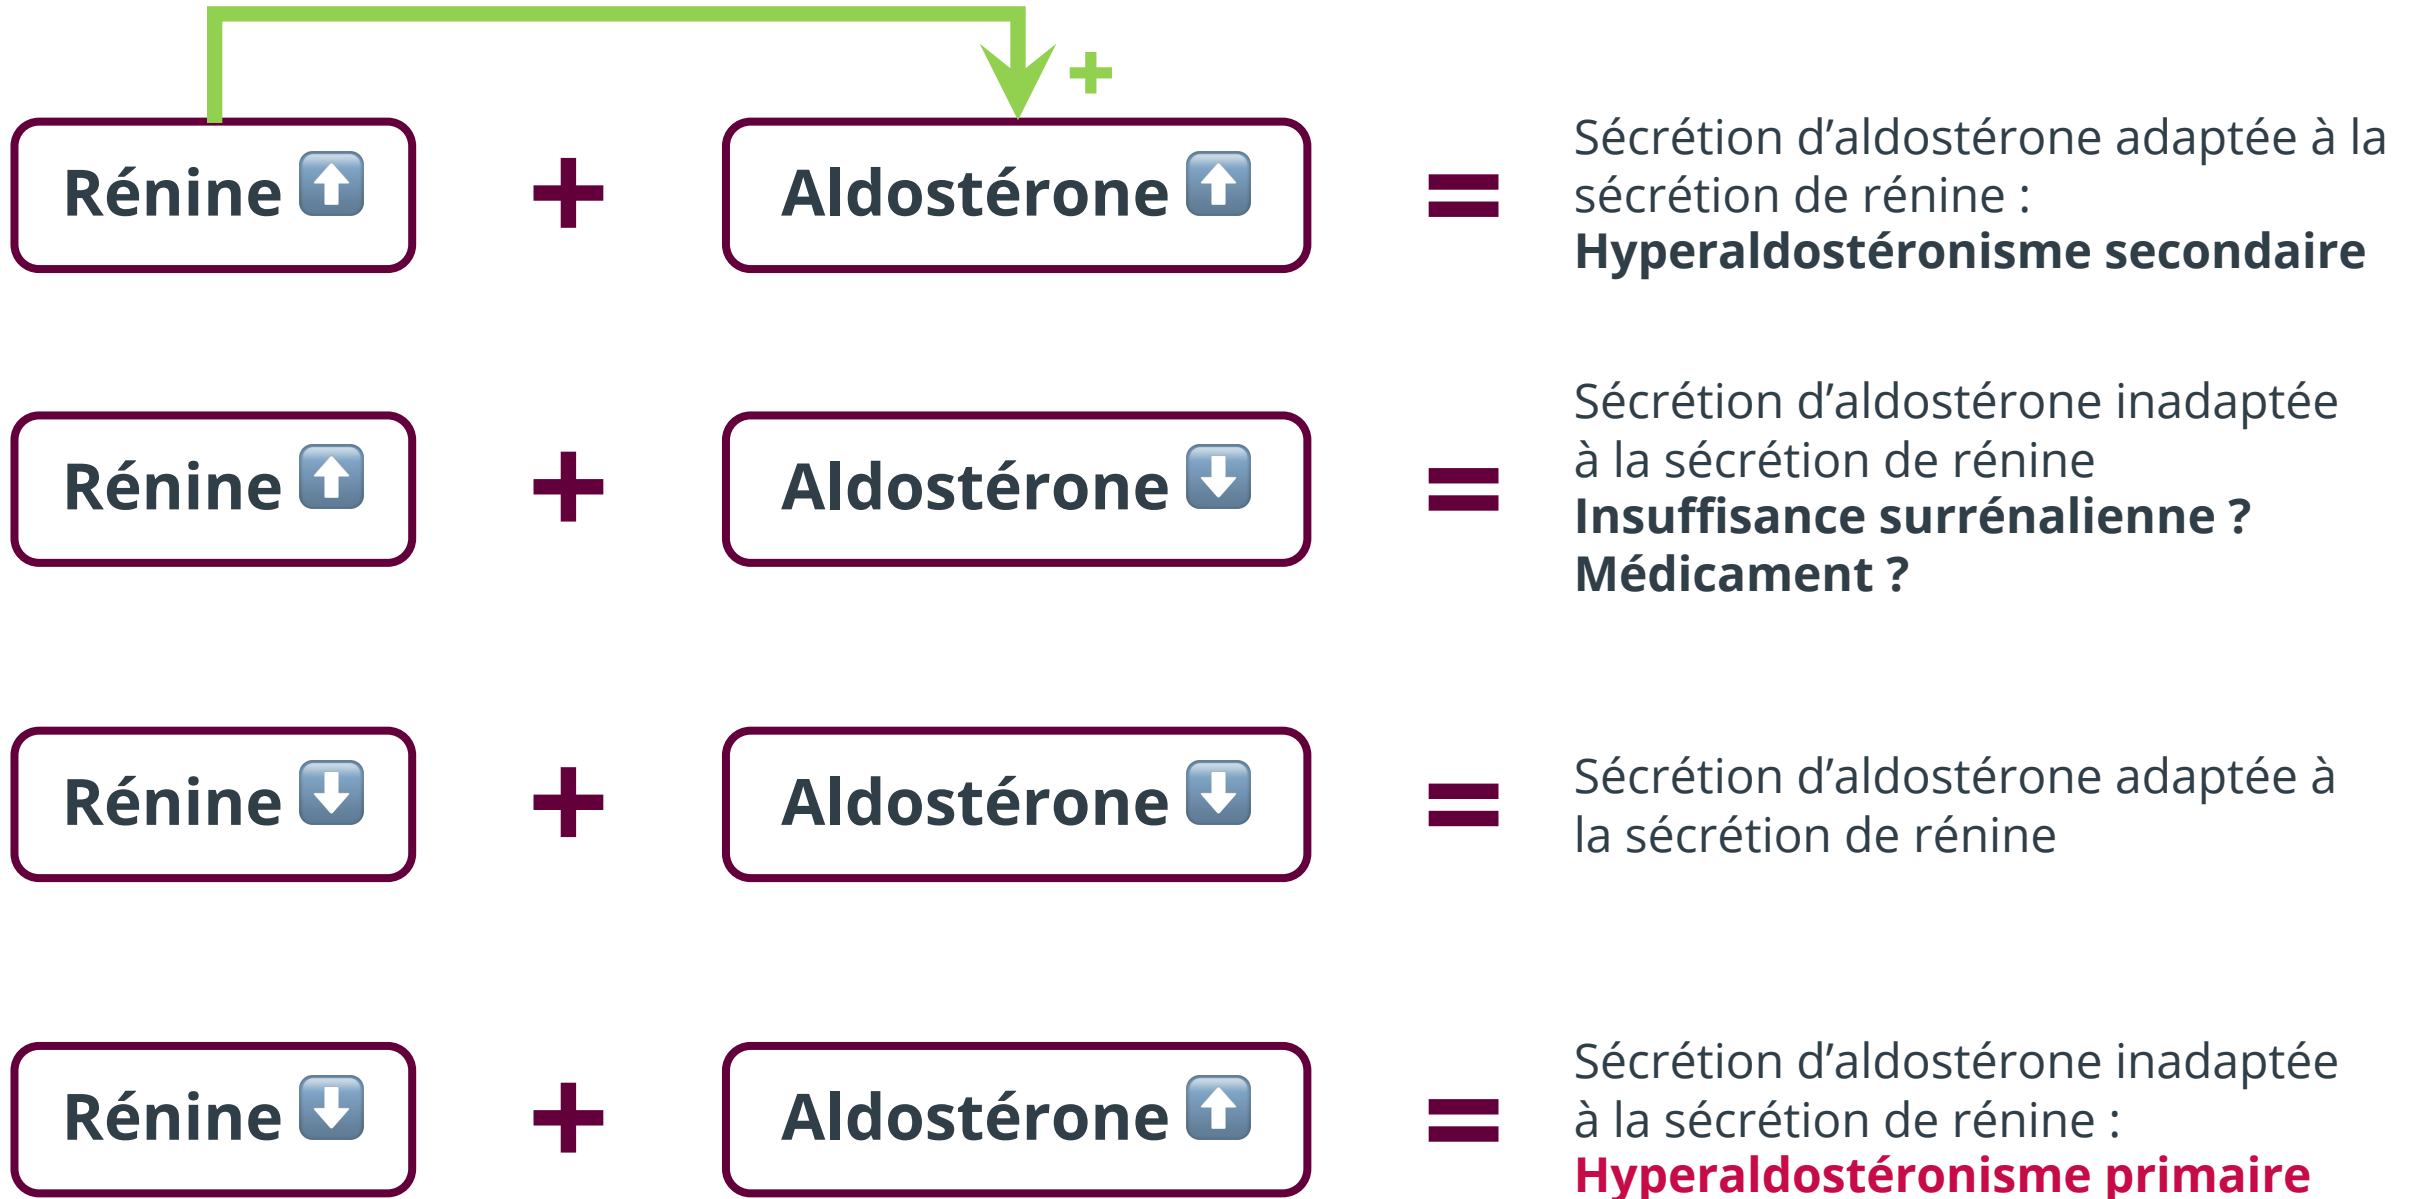 +
Rénine ⬆ + Aldostérone ⬆ = Sécrétion d’aldostérone adaptée à la
sécrétion de rénine :
Hyperaldostéronisme secondaire
Rénine ⬆ + Aldostérone ⬇ = Sécrétion d’aldostérone inadaptée
à la sécrétion de rénine
Insuffisance surrénalienne ?
Médicament ?
Rénine ⬇ + Aldostérone ⬇ = Sécrétion d’aldostérone adaptée à
la sécrétion de rénine
Rénine ⬇ + Aldostérone ⬆ = Sécrétion d’aldostérone inadaptée
à la sécrétion de rénine :
Hyperaldostéronisme primaire